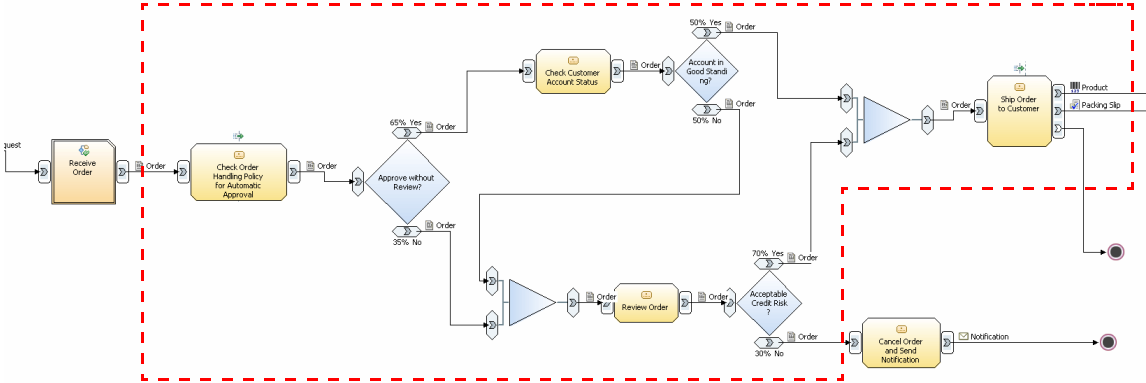 quest
Receive
Order
Order
Check Order
Handling Policy
for Automatic
Approval
Order
Approve without
Review?
65% Yes
Order
35% No
Order
Check Customer
Account Status
Order
Account in
Good Standi
ng?
50% Yes
Order
50% No
Order
Order
Review Order
Order
Acceptable
Credit Risk
?
70% Yes
Order
30% No
Order
Order
Ship Order
to Customer
Product
Packing Slip
Cancel Order
and Send
Notification
Notification